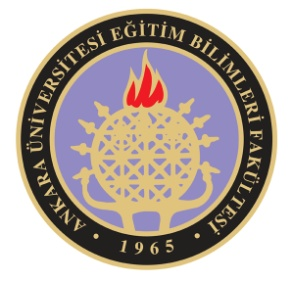 ANKARA ÜNİVERSİTESİ EĞİTİM BİLİMLERİ FAKÜLTESİ
• 1965 •